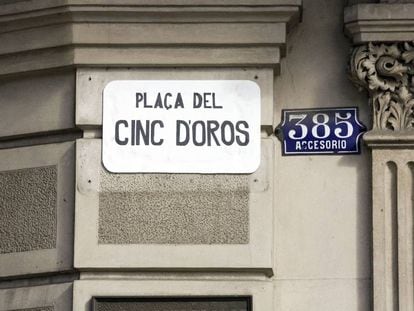 PLAÇA DEL
CINC D'OROS
385
ACCESORIO